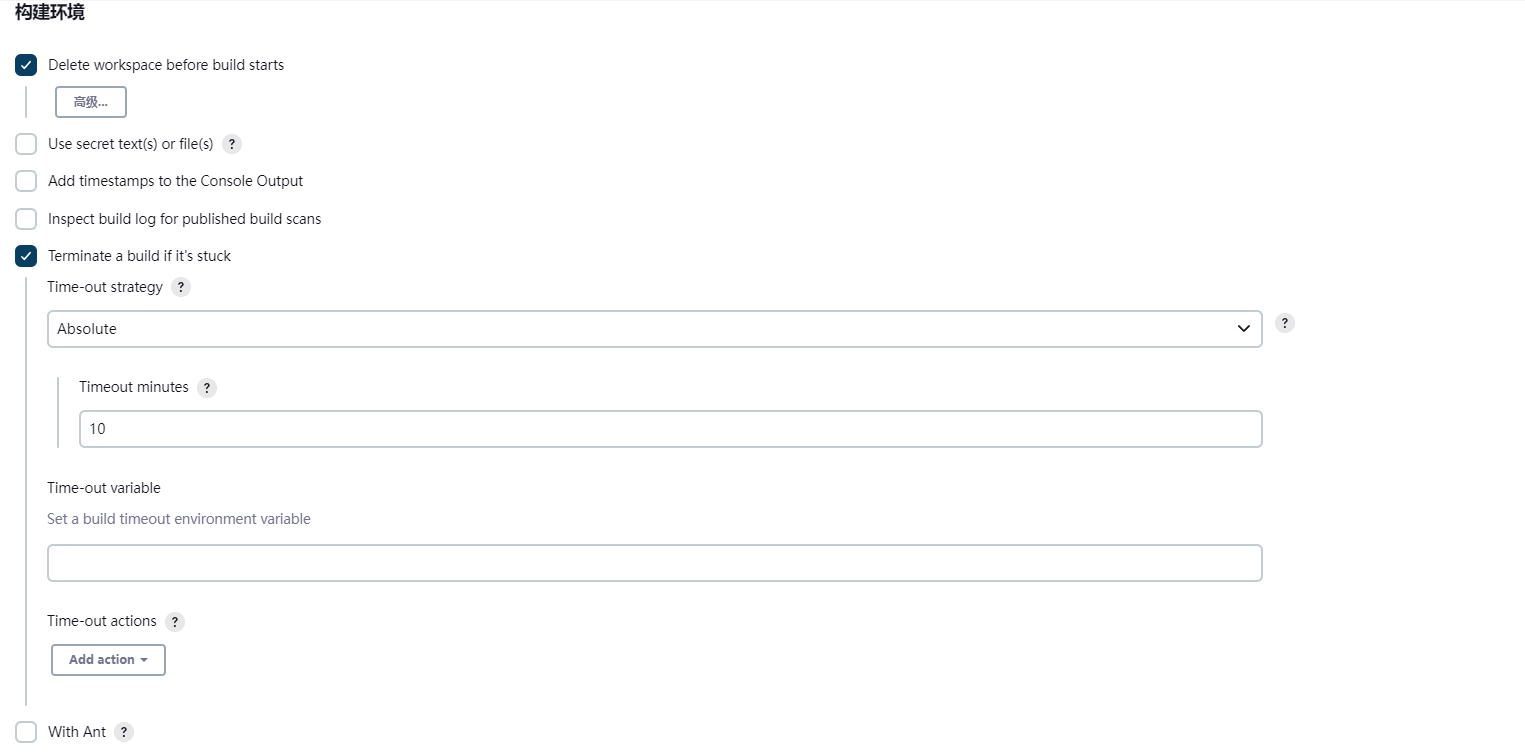 构建环境
Delete workspace before build starts
高级...
Use secret text(s) or file(s) ?
Add timestamps to the Console Output
Inspect build log for published build scans
Terminate a build if it's stuck
Time-out strategy ?
Absolute ?
Timeout minutes ?
10
Time-out variable
Set a build timeout environment variable
Time-out actions ?
Add action
With Ant ?